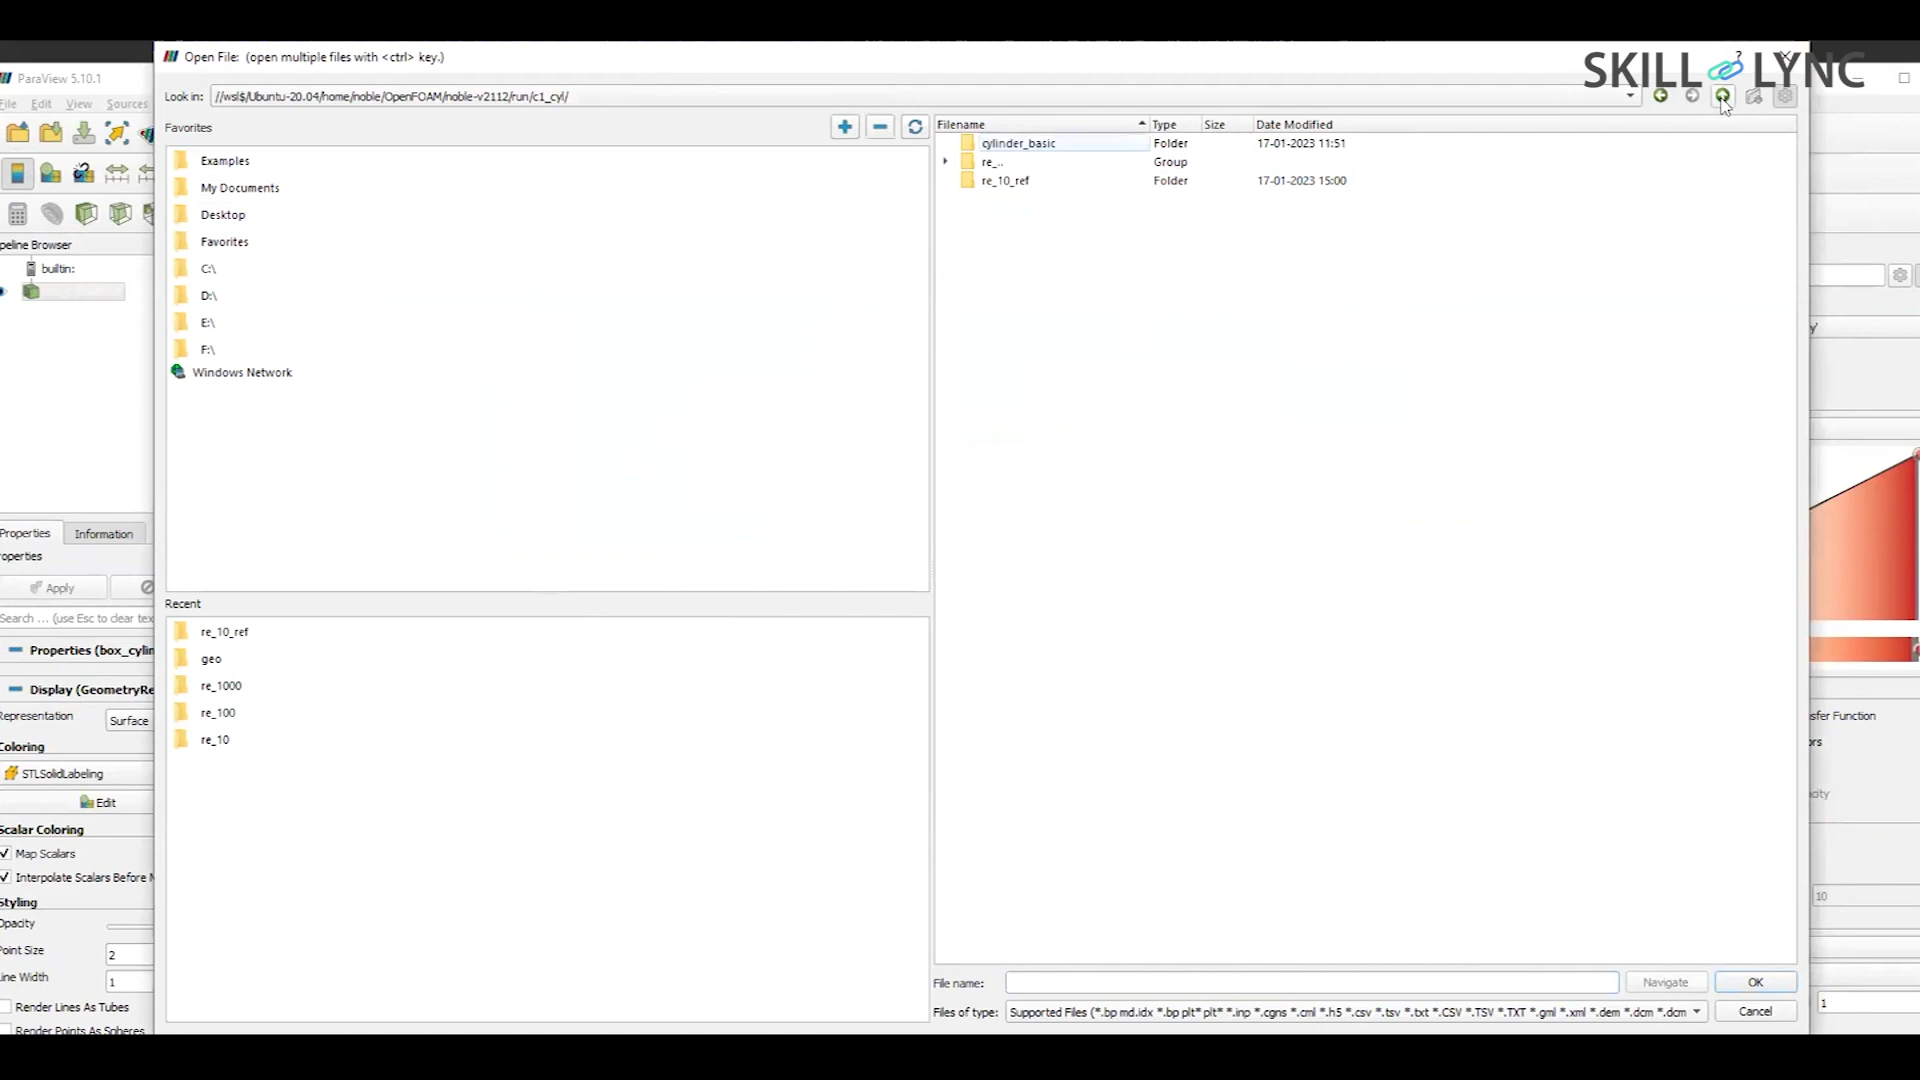 Open File: (open multiple files with <ctrl> key.)
SKILL LYNC
ParaView 5.10.1
File Edit View Sources
Look in: //wsl$/Ubuntu-20.04/home/noble/OpenFOAM/noble-v2112/run/c1_cyl/
Favorites
Examples
My Documents
Desktop
Favorites
C:\
D:\
E:\
F:\
Windows Network
Filename Type Size Date Modified
cylinder_basic Folder 17-01-2023 11:51
re_.. Group
re_10_ref Folder 17-01-2023 15:00
peline Browser
builtin:
Properties Information
roperties
Apply
Search ... (use Esc to clear tex
Properties (box_cylin
Display (GeometryRe
Representation Surface
Coloring
STLSolidLabeling
Edit
Scalar Coloring
Map Scalars
Interpolate Scalars Before M
Styling
Opacity
Point Size 2
Line Width 1
Render Lines As Tubes
Render Points As Spheres
Recent
re_10_ref
geo
re_1000
re_100
re_10
File name: Navigate OK
Files of type: Supported Files (*.bp md.idx *.bp plt* plt* *.inp *.cgns *.cml *.h5 *.csv *.tsv *.txt *.CSV *.TSV *.TXT *.gml *.xml *.dem *.dcm *.dcm Cancel
y'
sfer Function
ors
acity
10
1